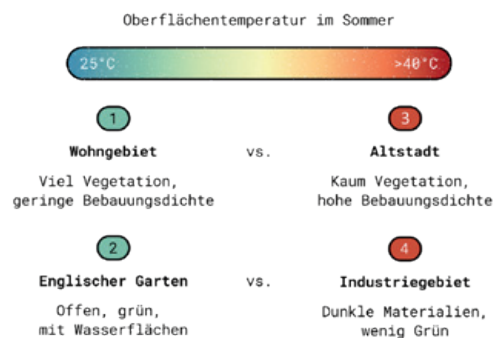 Oberflächentemperatur im Sommer
25°C >40°C
1 3
Wohngebiet vs. Altstadt
Viel Vegetation, Kaum Vegetation,
geringe Bebauungsdichte hohe Bebauungsdichte
2 4
Englischer Garten vs. Industriegebiet
Offen, grün, Dunkle Materialien,
mit Wasserflächen wenig Grün